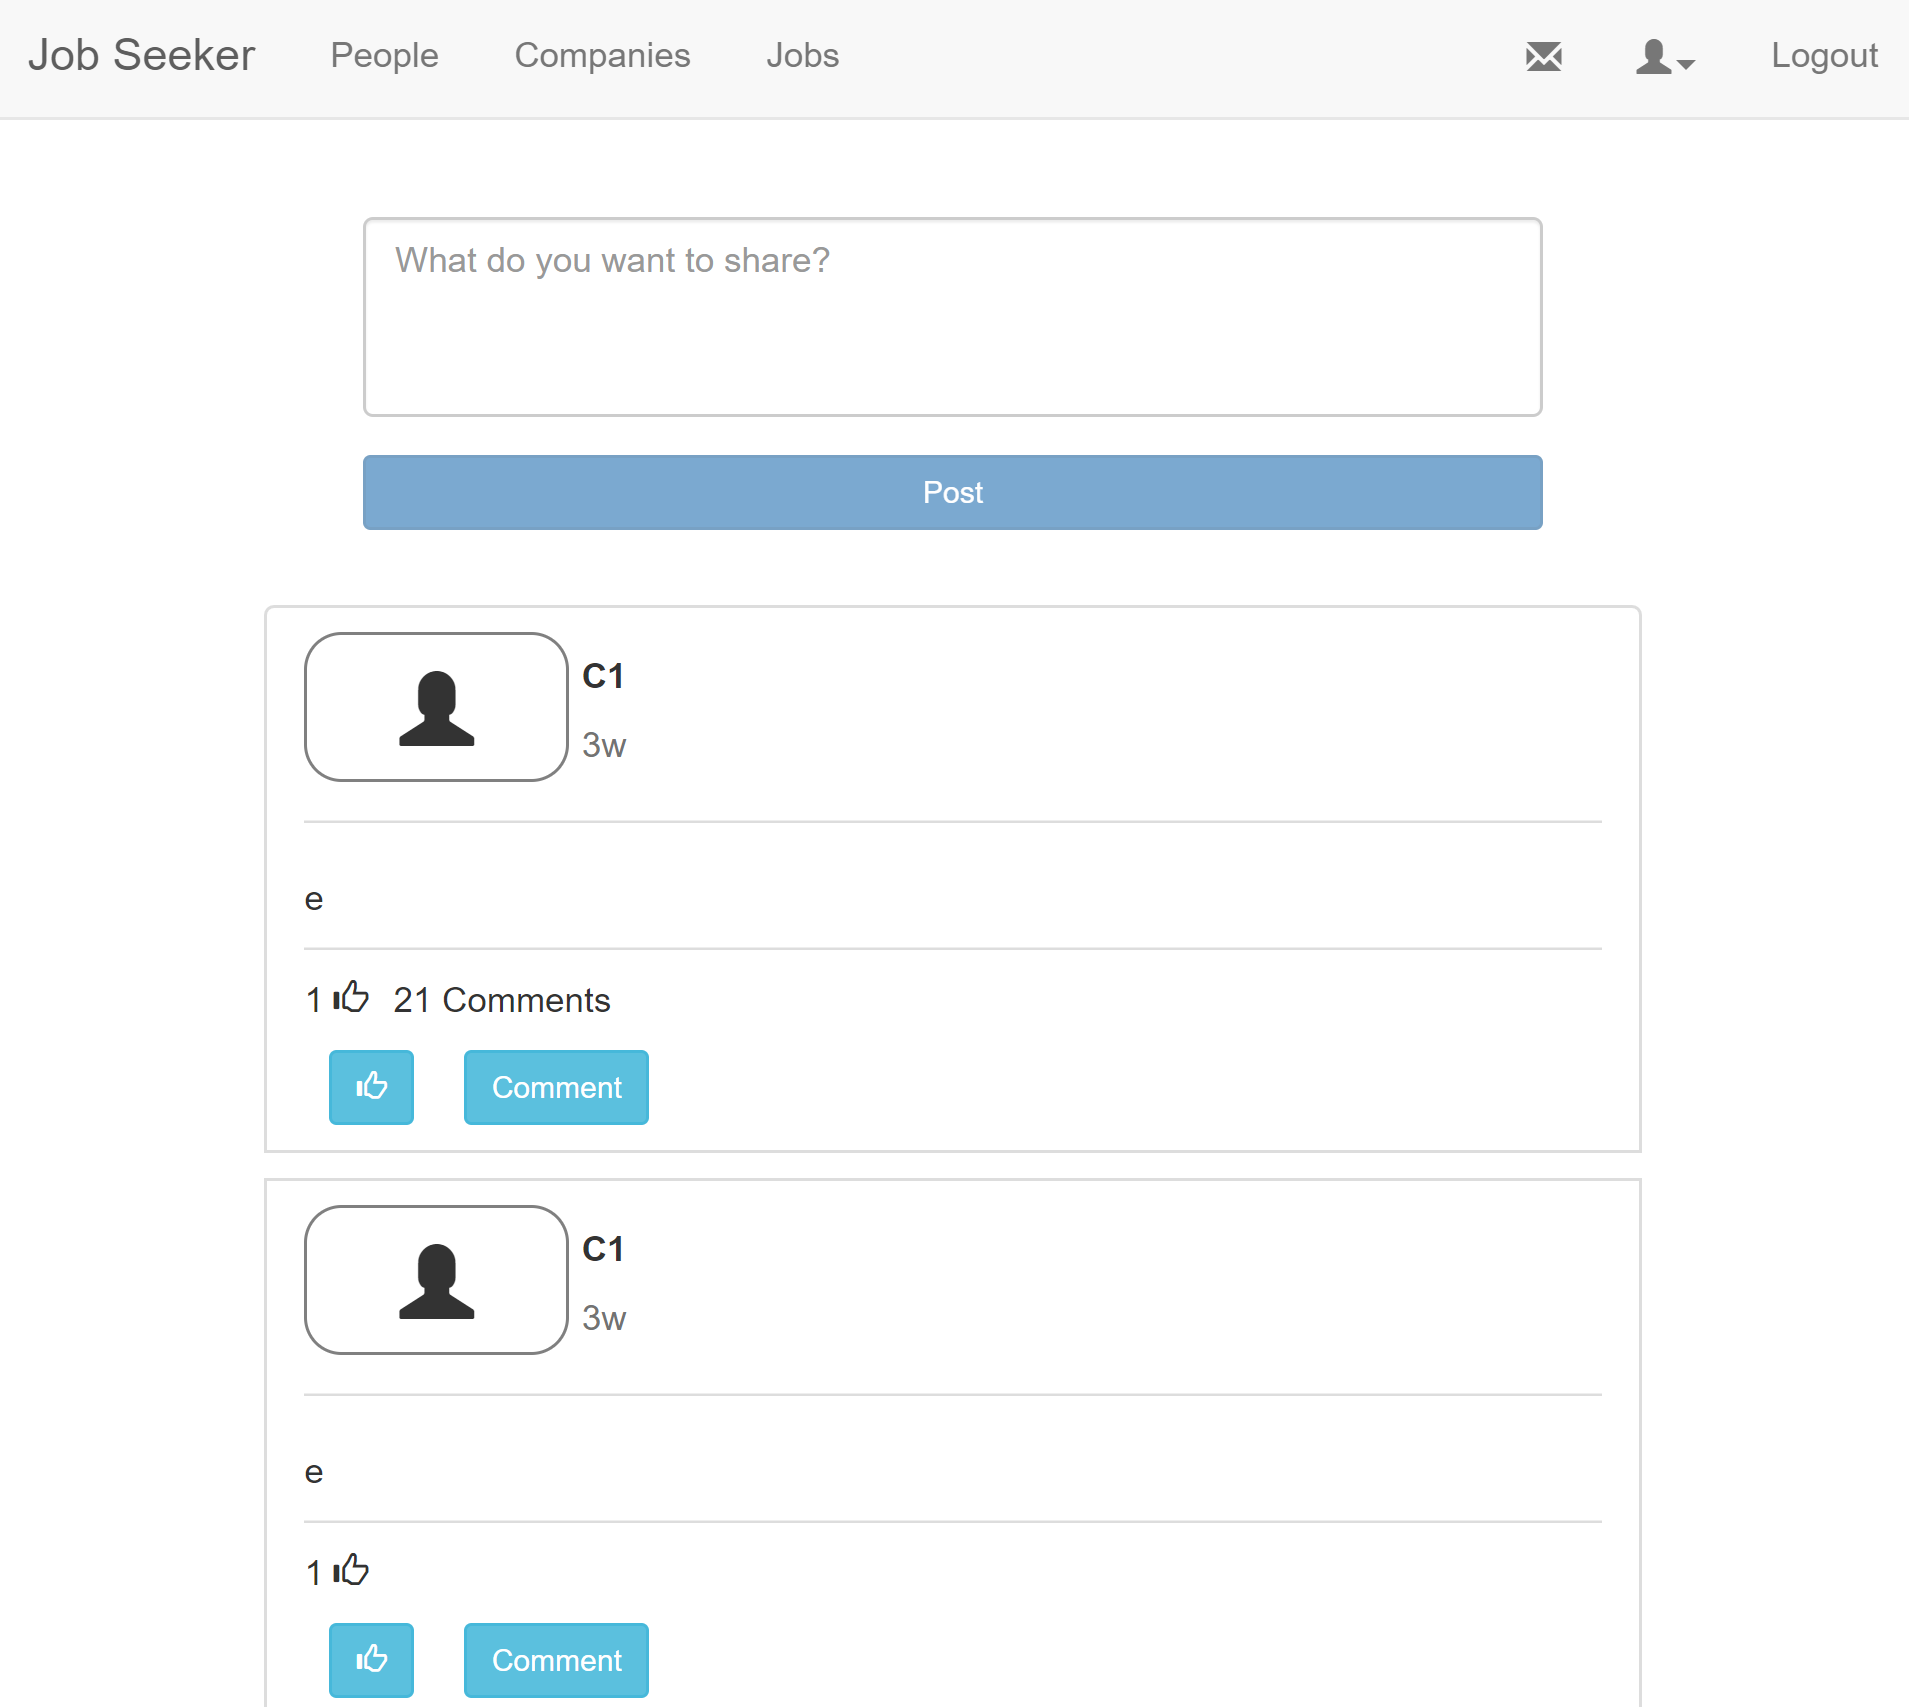 Job Seeker People Companies Jobs Logout
What do you want to share?
Post
C1
3w
e
1 21 Comments
Comment
C1
3w
e
1
Comment